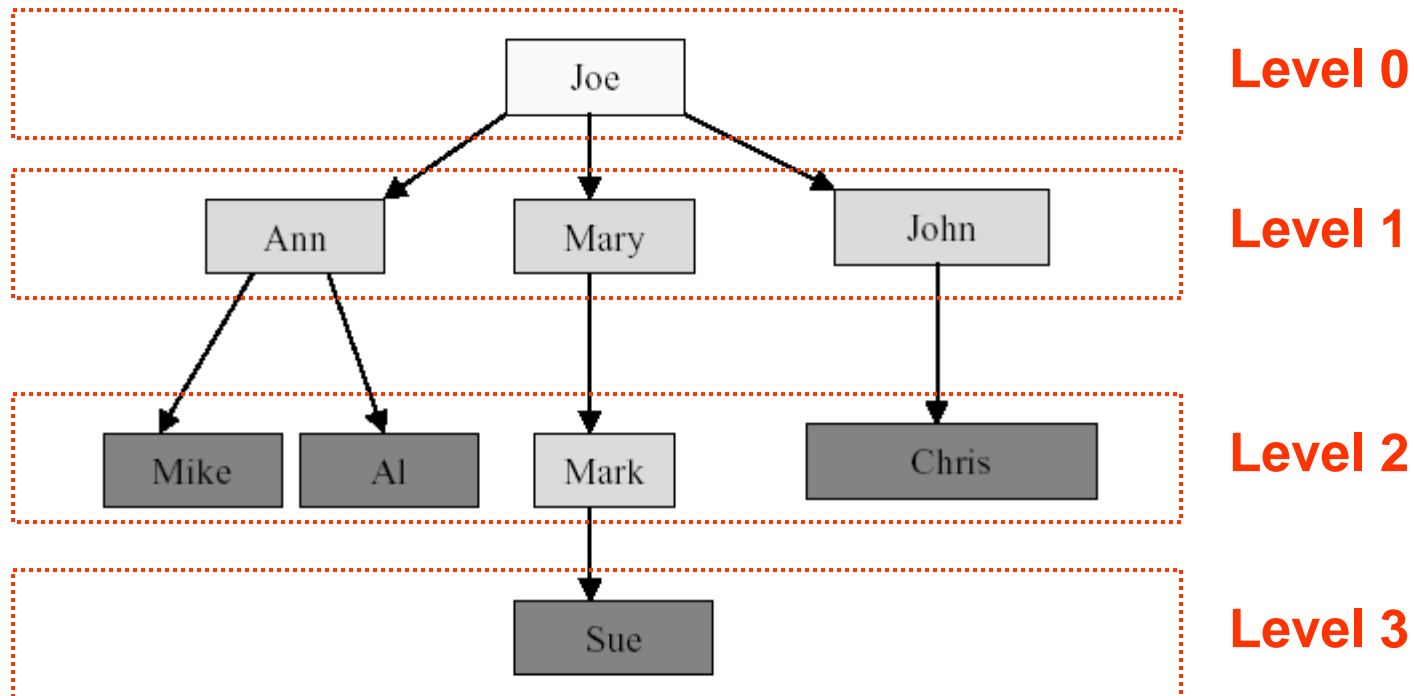 Joe
Level 0
Ann
Mary
John
Level 1
Mike
Al
Mark
Chris
Level 2
Sue
Level 3